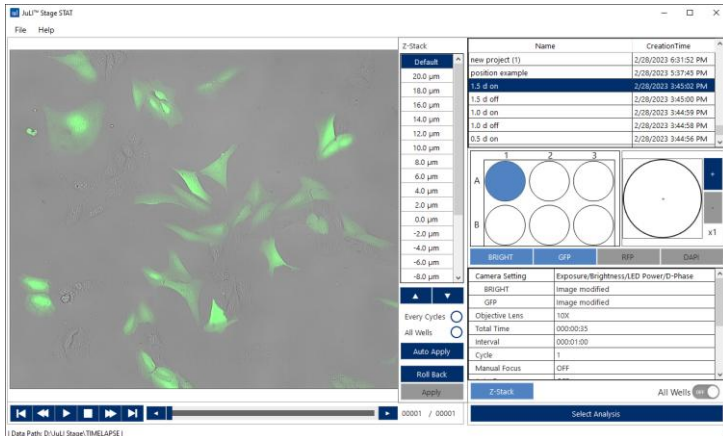 JuLI™ Stage STAT
File Help
Z-Stack
Default
20.0 μm
18.0 μm
16.0 μm
14.0 μm
12.0 μm
10.0 μm
8.0 μm
6.0 μm
4.0 μm
2.0 μm
0.0 μm
-2.0 μm
-4.0 μm
-6.0 μm
-8.0 μm
Every Cycles
All Wells
Auto Apply
Roll Back
Apply
00001 / 00001
Name CreationTime
new project (1) 2/28/2023 6:31:52 PM
position example 2/28/2023 5:37:45 PM
1.5 d on 2/28/2023 3:45:02 PM
1.5 d off 2/28/2023 3:45:00 PM
1.0 d on 2/28/2023 3:44:59 PM
1.0 d off 2/28/2023 3:44:58 PM
0.5 d on 2/28/2023 3:44:56 PM
1 2 3
A
B
+
-
x1
BRIGHT GFP RFP DAPI
Camera Setting Exposure/Brightness/LED Power/D-Phase
BRIGHT Image modified
GFP Image modified
Objective Lens 10X
Total Time 000:00:35
Interval 000:01:00
Cycle 1
Manual Focus OFF
Z-Stack All Wells OFF
Select Analysis
| Data Path: D:\JuLI Stage\TIMELAPSE |